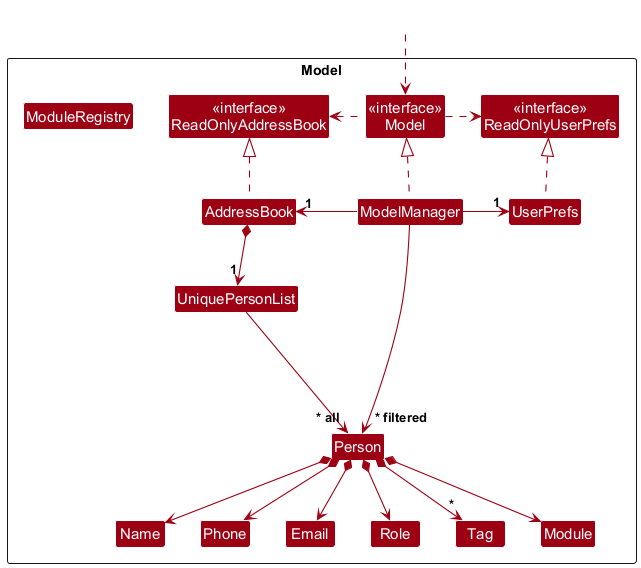 Model
ModuleRegistry
«interface»
ReadOnlyAddressBook
«interface»
Model
«interface»
ReadOnlyUserPrefs
AddressBook
1
ModelManager
1
UserPrefs
1
UniquePersonList
* all
* filtered
Person
*
Name
Phone
Email
Role
Tag
Module